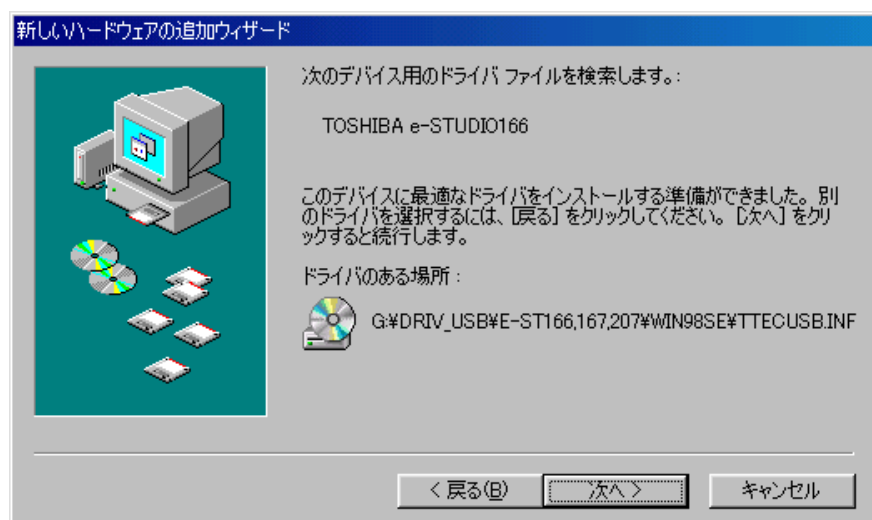 新しいハードウェアの追加ウィザード
次のデバイス用のドライバ ファイルを検索します。:
TOSHIBA e-STUDIO166
このデバイスに最適なドライバをインストールする準備ができました。別
のドライバを選択するには、[戻る] をクリックしてください。[次へ] をクリ
ックすると続行します。
ドライバのある場所 :
G:¥DRIV_USB¥E-ST166,167,207¥WIN98SE¥TTECUSB.INF
< 戻る(B)
次へ >
キャンセル